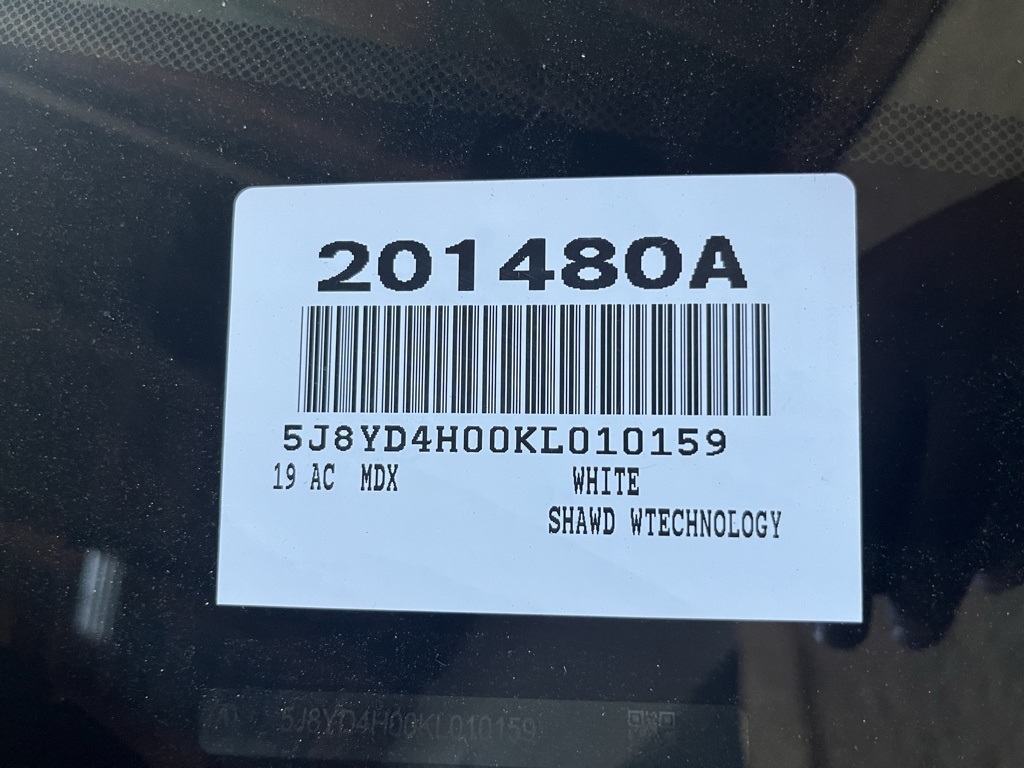 201480A
5J8YD4H00KL010159
19 AC MDX WHITE
SHAWD WTECHNOLOGY
5J8YD4H00KL010159